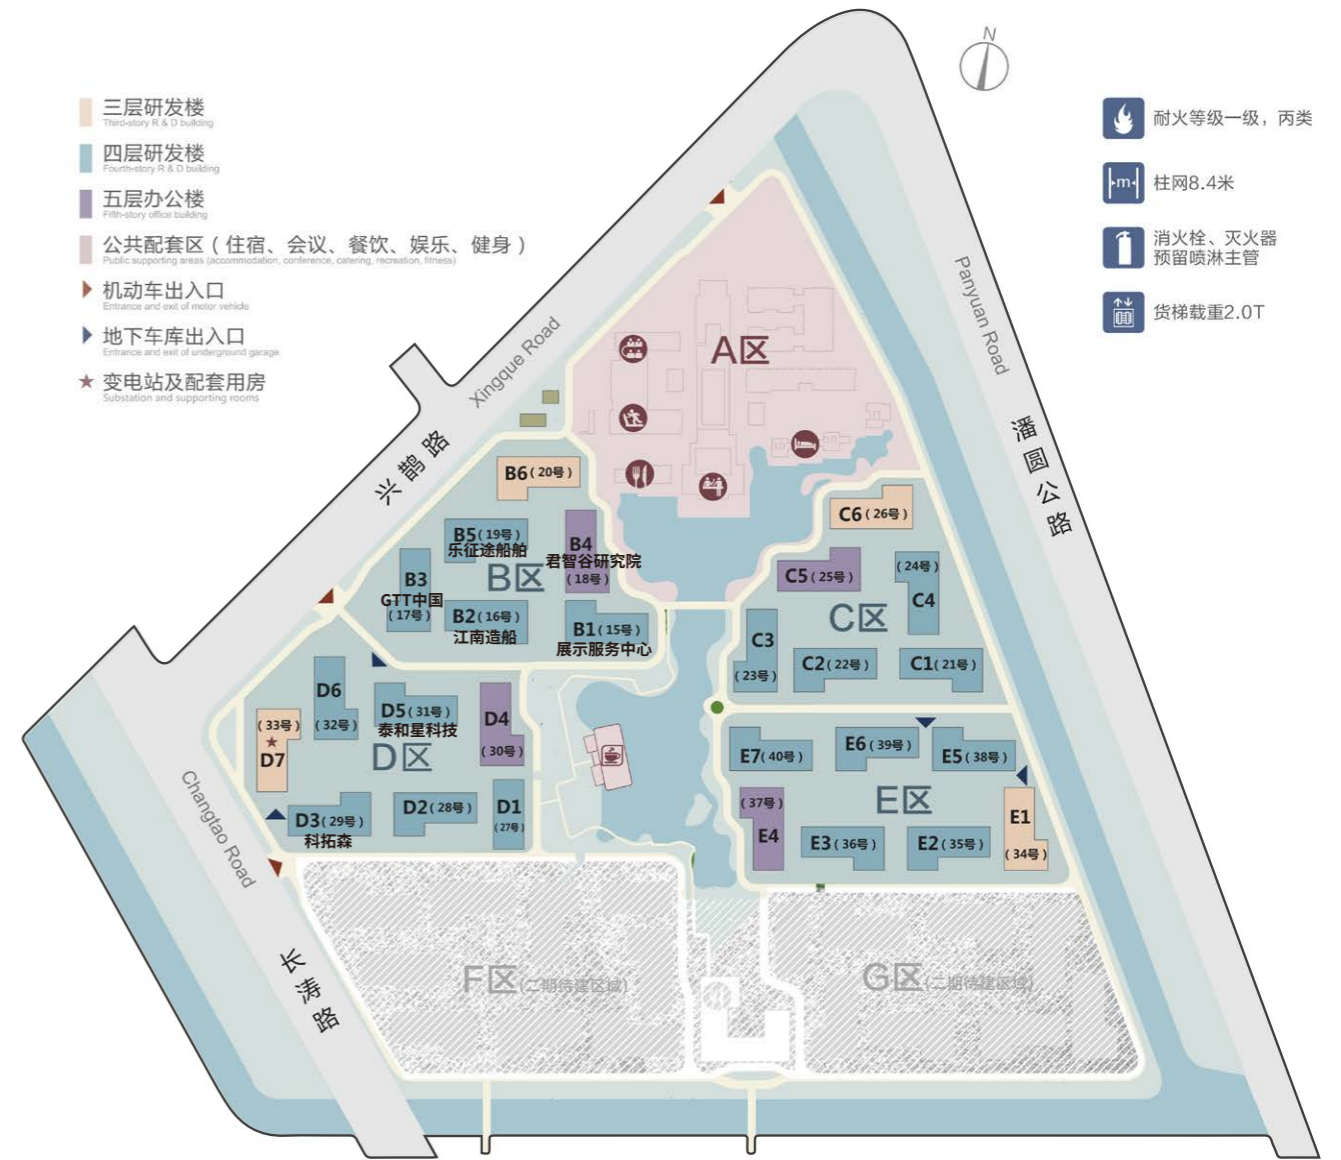 三层研发楼
Third-story R & D building
四层研发楼
Fourth-story R & D building
五层办公楼
Fifth-story office building
公共配套区（住宿、会议、餐饮、娱乐、健身）
Public supporting areas (accommodation, conference, catering, recreation, fitness)
机动车出入口
Entrance and exit of motor vehicle
地下车库出入口
Entrance and exit of underground garage
变电站及配套用房
Substation and supporting rooms
N
耐火等级一级，丙类
m
柱网8.4米
消火栓、灭火器
预留喷淋主管
货梯载重2.0T
Xingque Road
兴鹊路
Panyuan Road
潘圆公路
Changtao Road
长涛路
A区
B6(20号)
B5(19号)
乐征途船舶
B4
君智谷研究院
(18号)
B3
GTT中国
(17号)
B区
B2(16号)
江南造船
B1(15号)
展示服务中心
C6(26号)
C5(25号)
(24号)
C4
C区
C3
(23号)
C2(22号)
C1(21号)
D6
(32号)
D5(31号)
泰和星科技
D4
(30号)
(33号)
D7
D区
D3(29号)
科拓森
D2(28号)
D1
(27号)
E7(40号)
E6(39号)
E5(38号)
E区
(37号)
E4
E3(36号)
E2(35号)
E1
(34号)
F区(二期待建区域)
G区(二期待建区域)